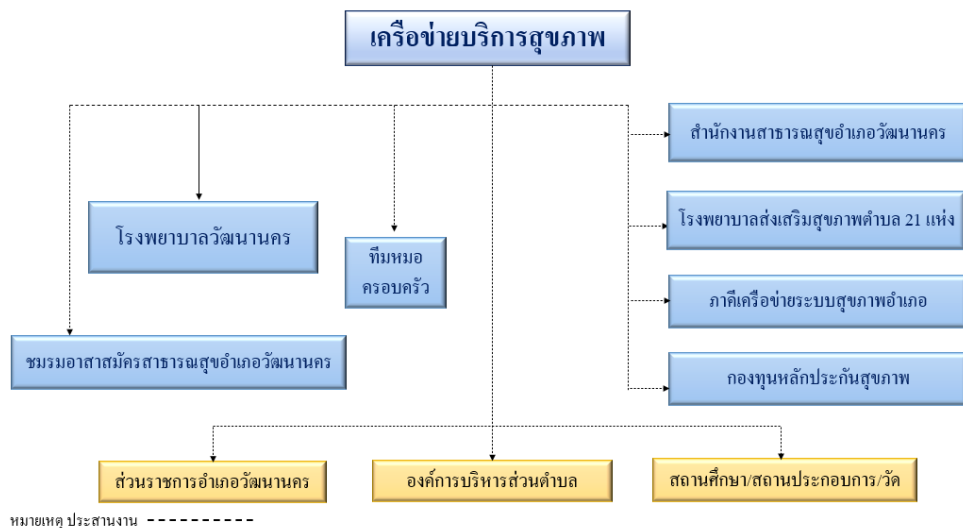 เครือข่ายบริการสุขภาพ
สำนักงานสาธารณสุขอำเภอวัฒนานคร
โรงพยาบาลวัฒนานคร
โรงพยาบาลส่งเสริมสุขภาพตำบล 21 แห่ง
ทีมหมอ
ครอบครัว
ภาคีเครือข่ายระบบสุขภาพอำเภอ
ชมรมอาสาสมัครสาธารณสุขอำเภอวัฒนานคร
กองทุนหลักประกันสุขภาพ
ส่วนราชการอำเภอวัฒนานคร
องค์การบริหารส่วนตำบล
สถานศึกษา/สถานประกอบการ/วัด
หมายเหตุ ประสานงาน -----------